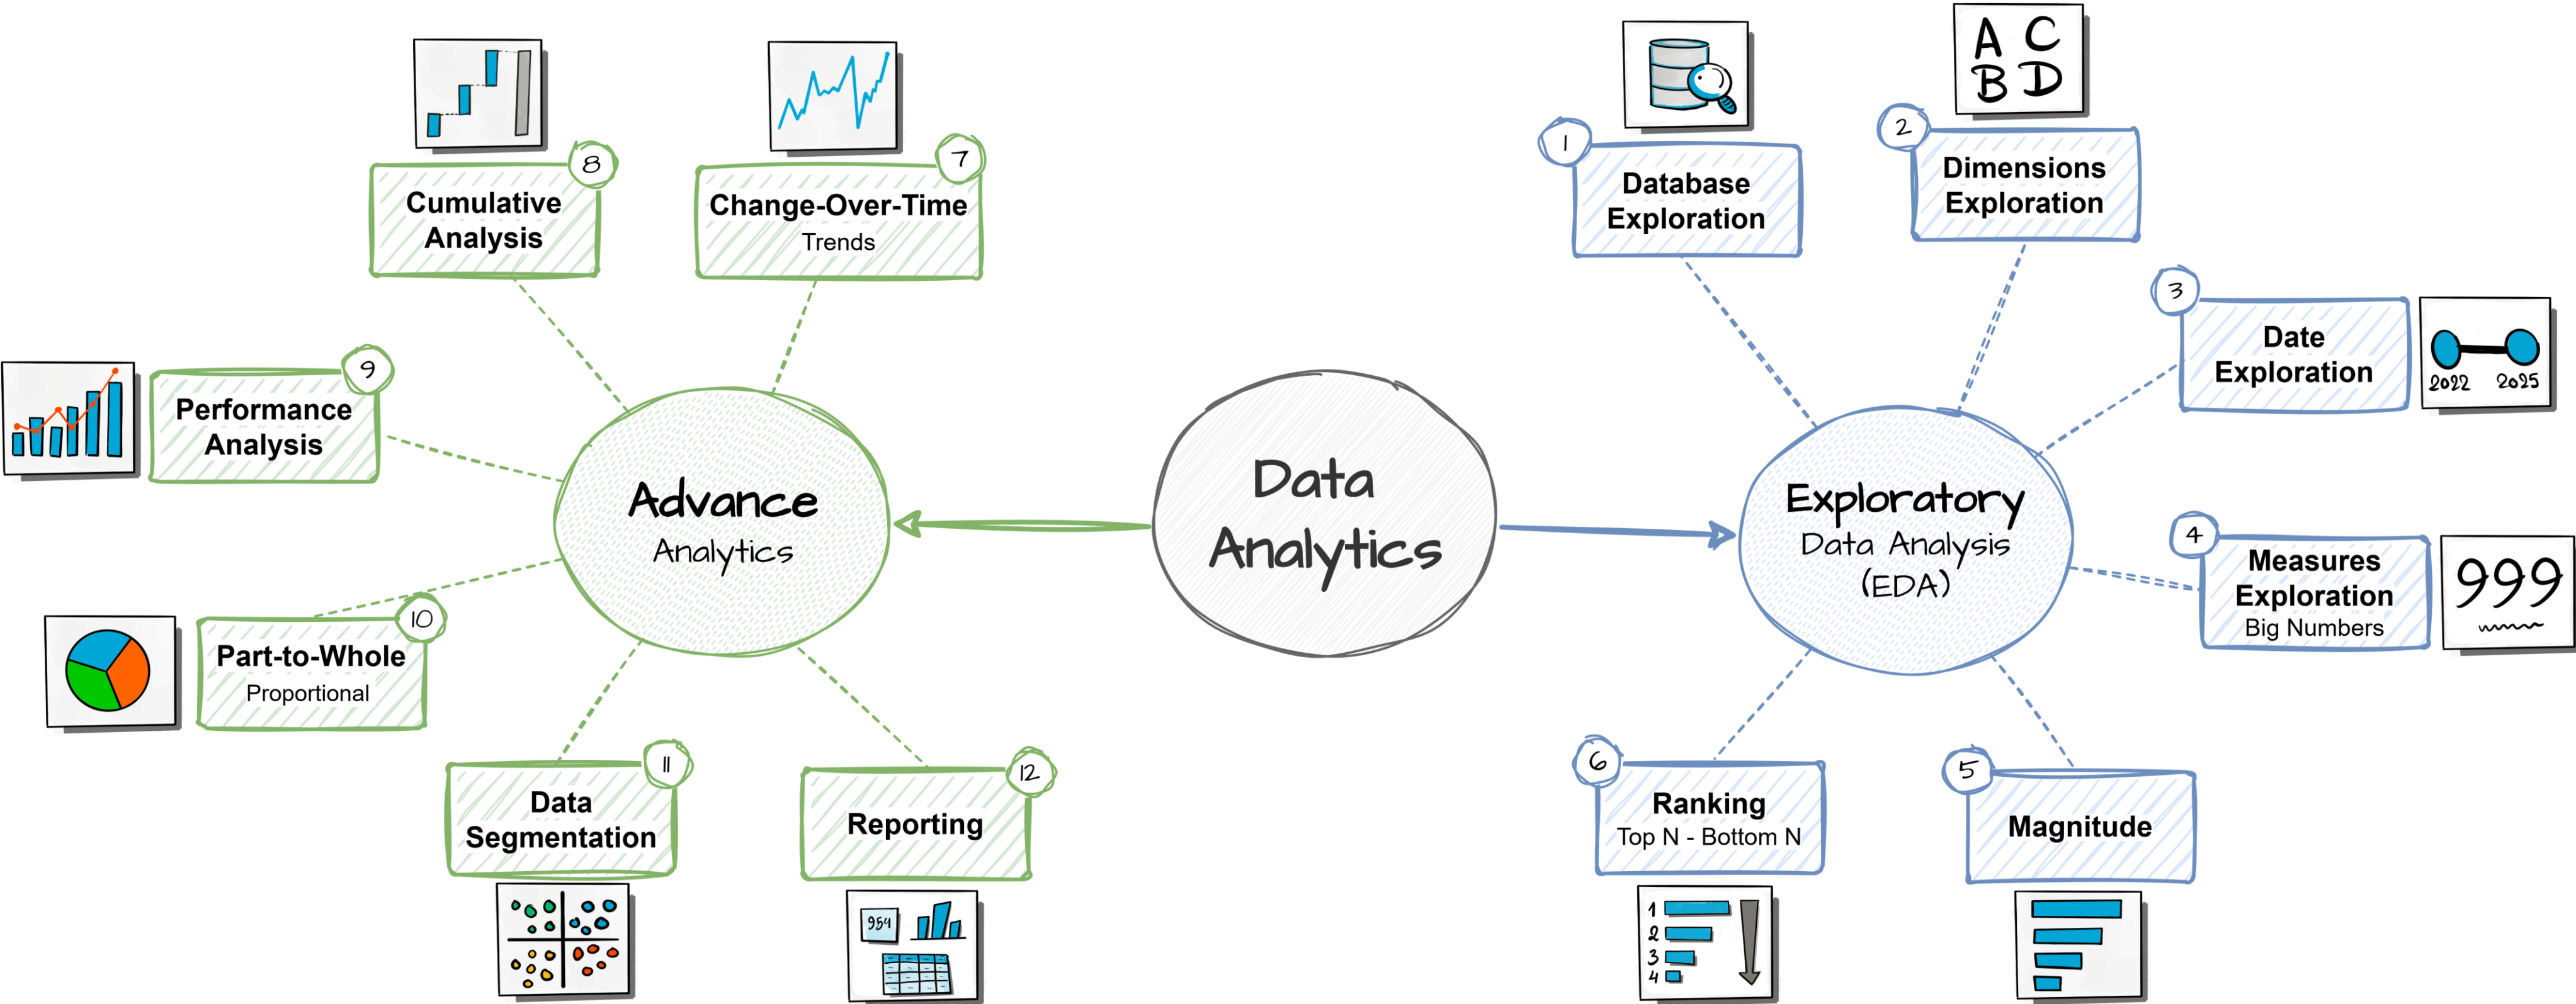 Data
Analytics
Exploratory
Data Analysis
(EDA)
1
Database
Exploration
A C
B D
2
Dimensions
Exploration
3
Date
Exploration
2022 2025
4
Measures
Exploration
Big Numbers
999
5
Magnitude
6
Ranking
Top N - Bottom N
1
2
3
4
Advance
Analytics
7
Change-Over-Time
Trends
8
Cumulative
Analysis
9
Performance
Analysis
10
Part-to-Whole
Proportional
11
Data
Segmentation
12
Reporting
954